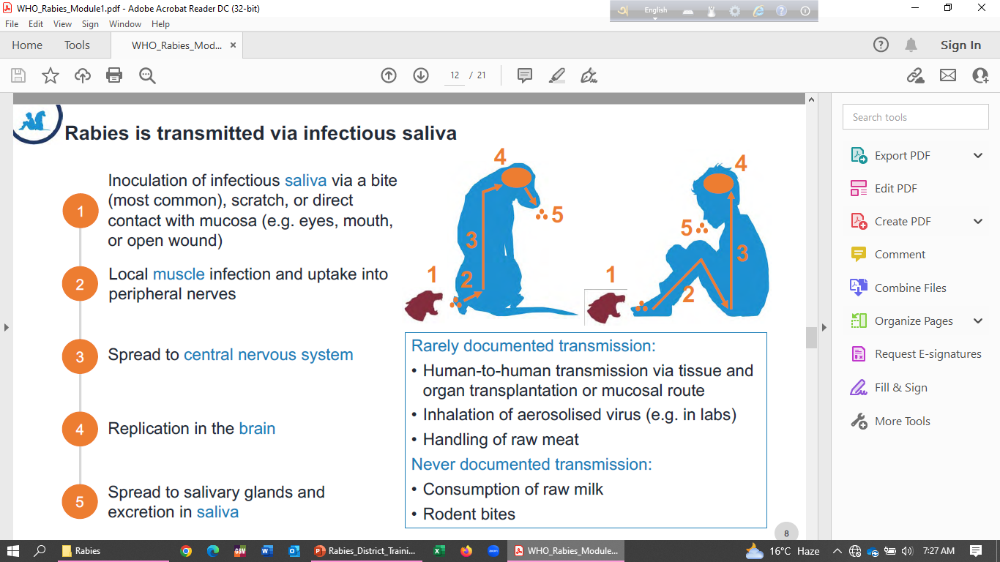 WHO_Rabies_Module1.pdf - Adobe Acrobat Reader DC (32-bit)
English
File Edit View Sign Window Help
Home Tools WHO_Rabies_Mod... ×
Sign In
12 / 21
Rabies is transmitted via infectious saliva
1
Inoculation of infectious saliva via a bite
(most common), scratch, or direct
contact with mucosa (e.g. eyes, mouth,
or open wound)
2
Local muscle infection and uptake into
peripheral nerves
3
Spread to central nervous system
4
Replication in the brain
5
Spread to salivary glands and
excretion in saliva
4
5
3
1
2
4
5
3
1
2
Rarely documented transmission:
• Human-to-human transmission via tissue and
organ transplantation or mucosal route
• Inhalation of aerosolised virus (e.g. in labs)
• Handling of raw meat
Never documented transmission:
• Consumption of raw milk
• Rodent bites
8
Search tools
Export PDF
Edit PDF
Create PDF
Comment
Combine Files
Organize Pages
Request E-signatures
Fill & Sign
More Tools
Rabies
GSM
Rabies_District_Traini...
WHO_Rabies_Module...
16°C Haze
7:27 AM